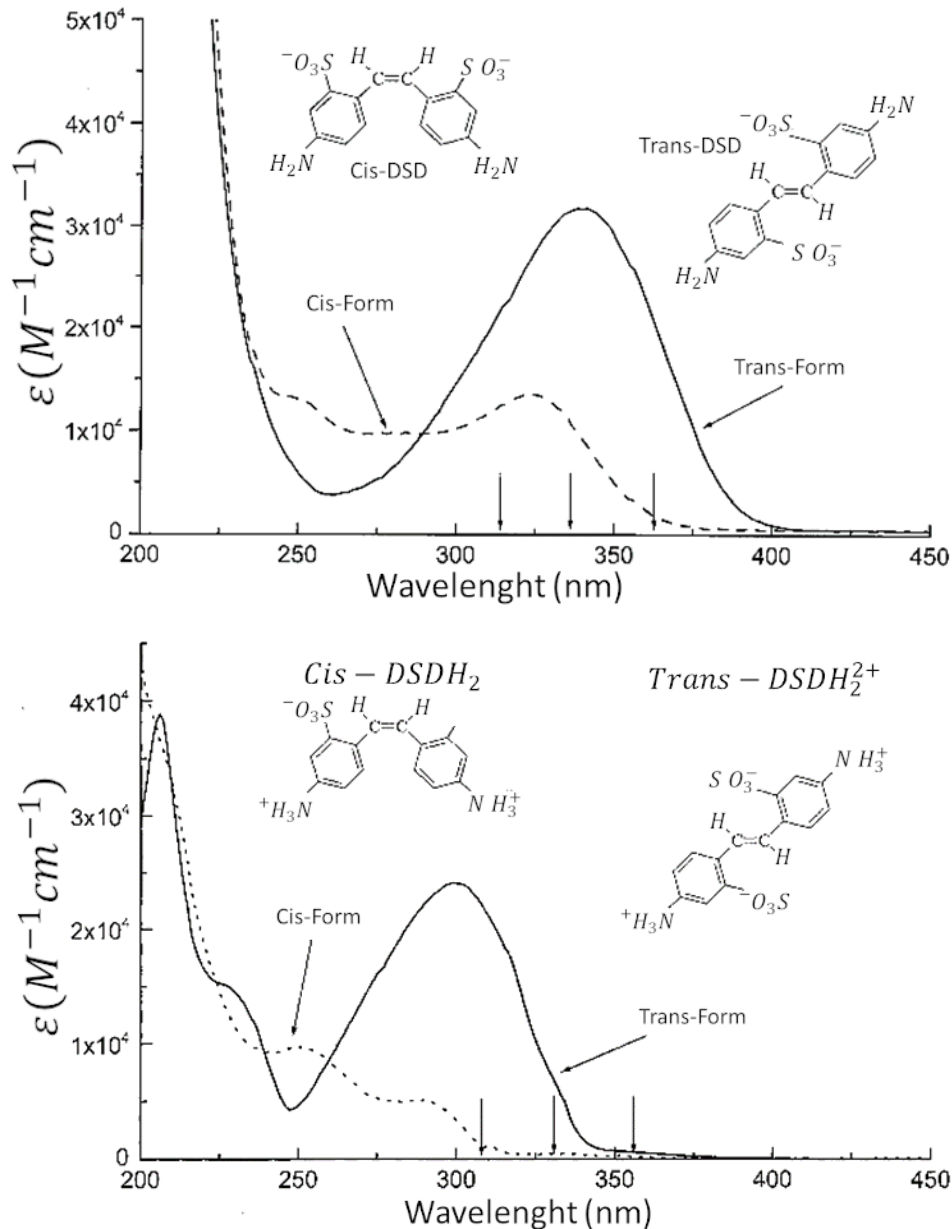 5x10⁴
4x10⁴
3x10⁴
2x10⁴
1x10⁴
0
ε(M⁻¹cm⁻¹)
⁻O₃S H H S O₃⁻
C=C
H₂N H₂N
Cis-DSD
Trans-DSD
⁻O₃S H₂N
H
C=C
H
H₂N S O₃⁻
Cis-Form
Trans-Form
200 250 300 350 400 450
Wavelenght (nm)
4x10⁴
3x10⁴
2x10⁴
1x10⁴
0
ε(M⁻¹cm⁻¹)
Cis − DSDH₂
⁻O₃S H H
C=C
⁺H₃N N H₃⁺
Trans − DSDH₂²⁺
N H₃⁺
S O₃⁻
H
C=C
H
⁻O₃S
⁺H₃N
Cis-Form
Trans-Form
200 250 300 350 400 450
Wavelenght (nm)